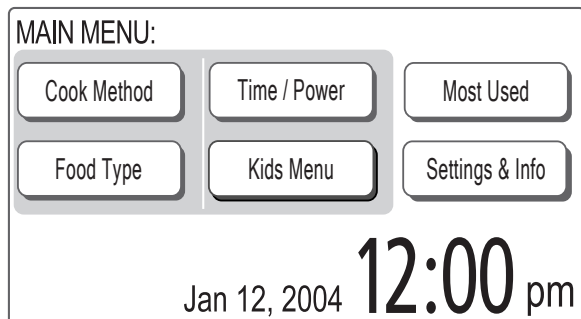 MAIN MENU:
Cook Method Time / Power Most Used
Food Type Kids Menu Settings & Info
Jan 12, 2004 12:00 pm